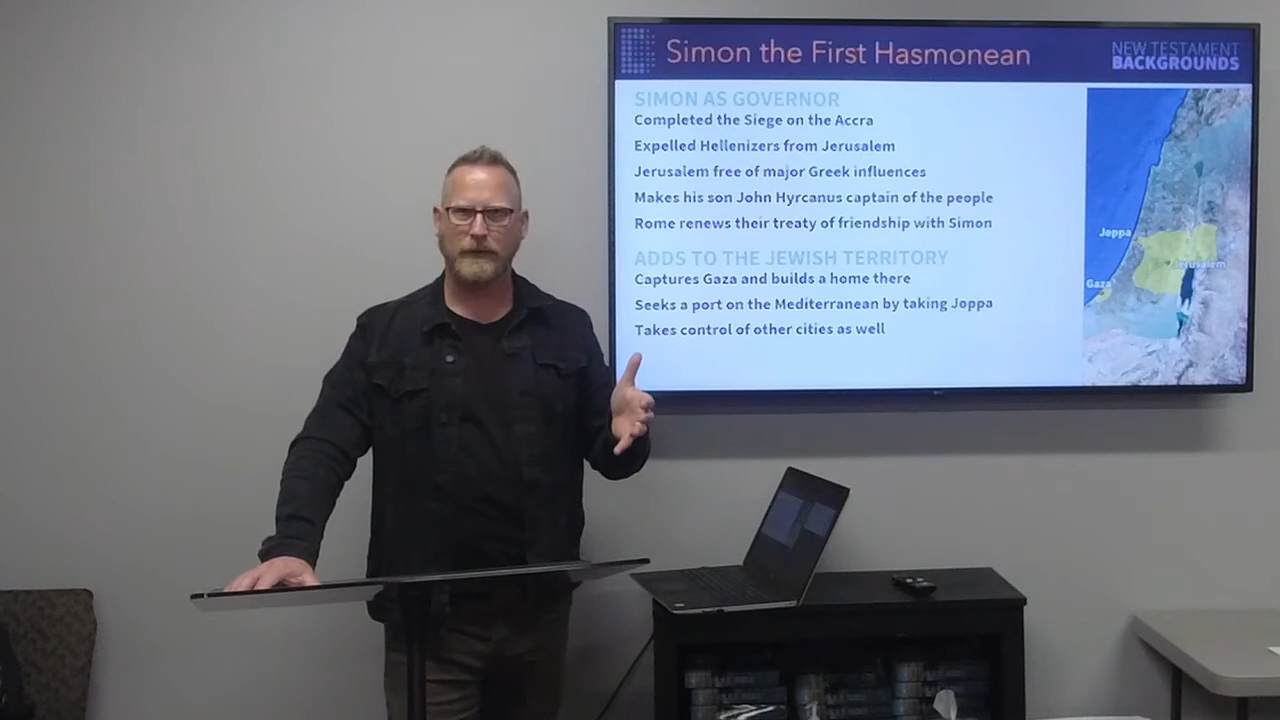 Simon the First Hasmonean
NEW TESTAMENT
BACKGROUNDS
SIMON AS GOVERNOR
Completed the Siege on the Accra
Expelled Hellenizers from Jerusalem
Jerusalem free of major Greek influences
Makes his son John Hyrcanus captain of the people
Rome renews their treaty of friendship with Simon
ADDS TO THE JEWISH TERRITORY
Captures Gaza and builds a home there
Seeks a port on the Mediterranean by taking Joppa
Takes control of other cities as well
Joppa
Jerusalem
Gaza